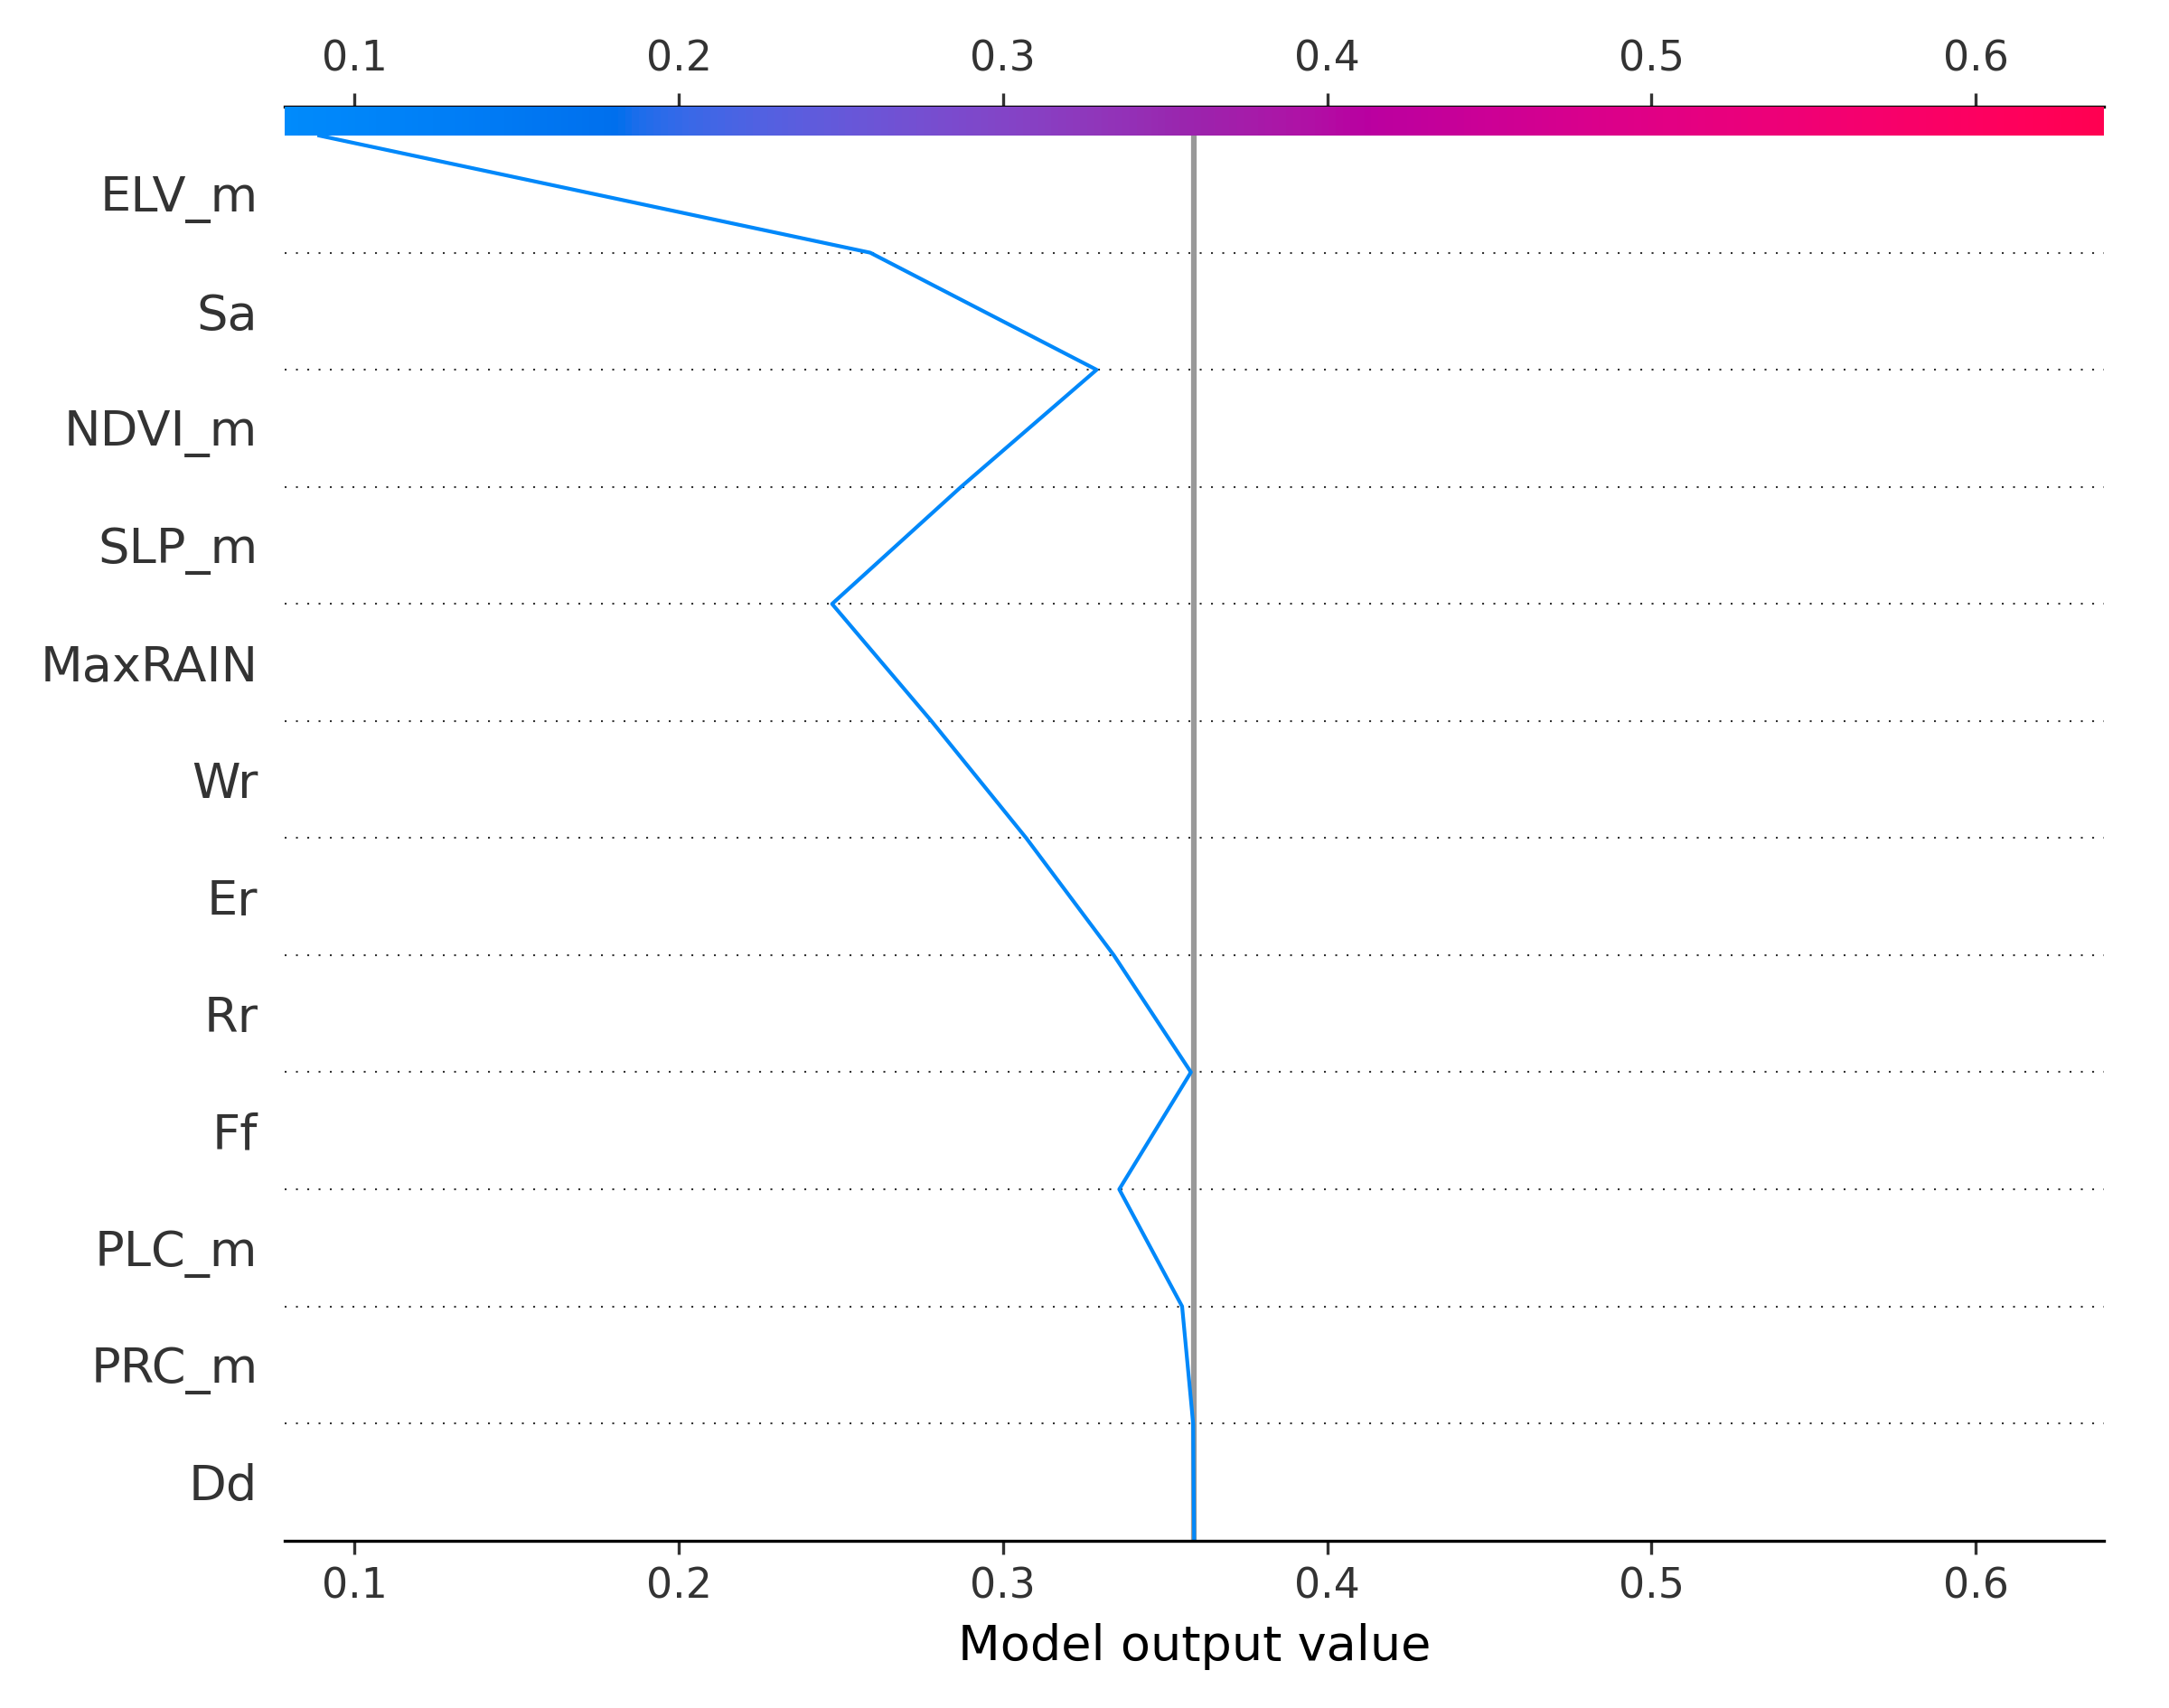 0.1 0.2 0.3 0.4 0.5 0.6
ELV_m
Sa
NDVI_m
SLP_m
MaxRAIN
Wr
Er
Rr
Ff
PLC_m
PRC_m
Dd
0.1 0.2 0.3 0.4 0.5 0.6
Model output value